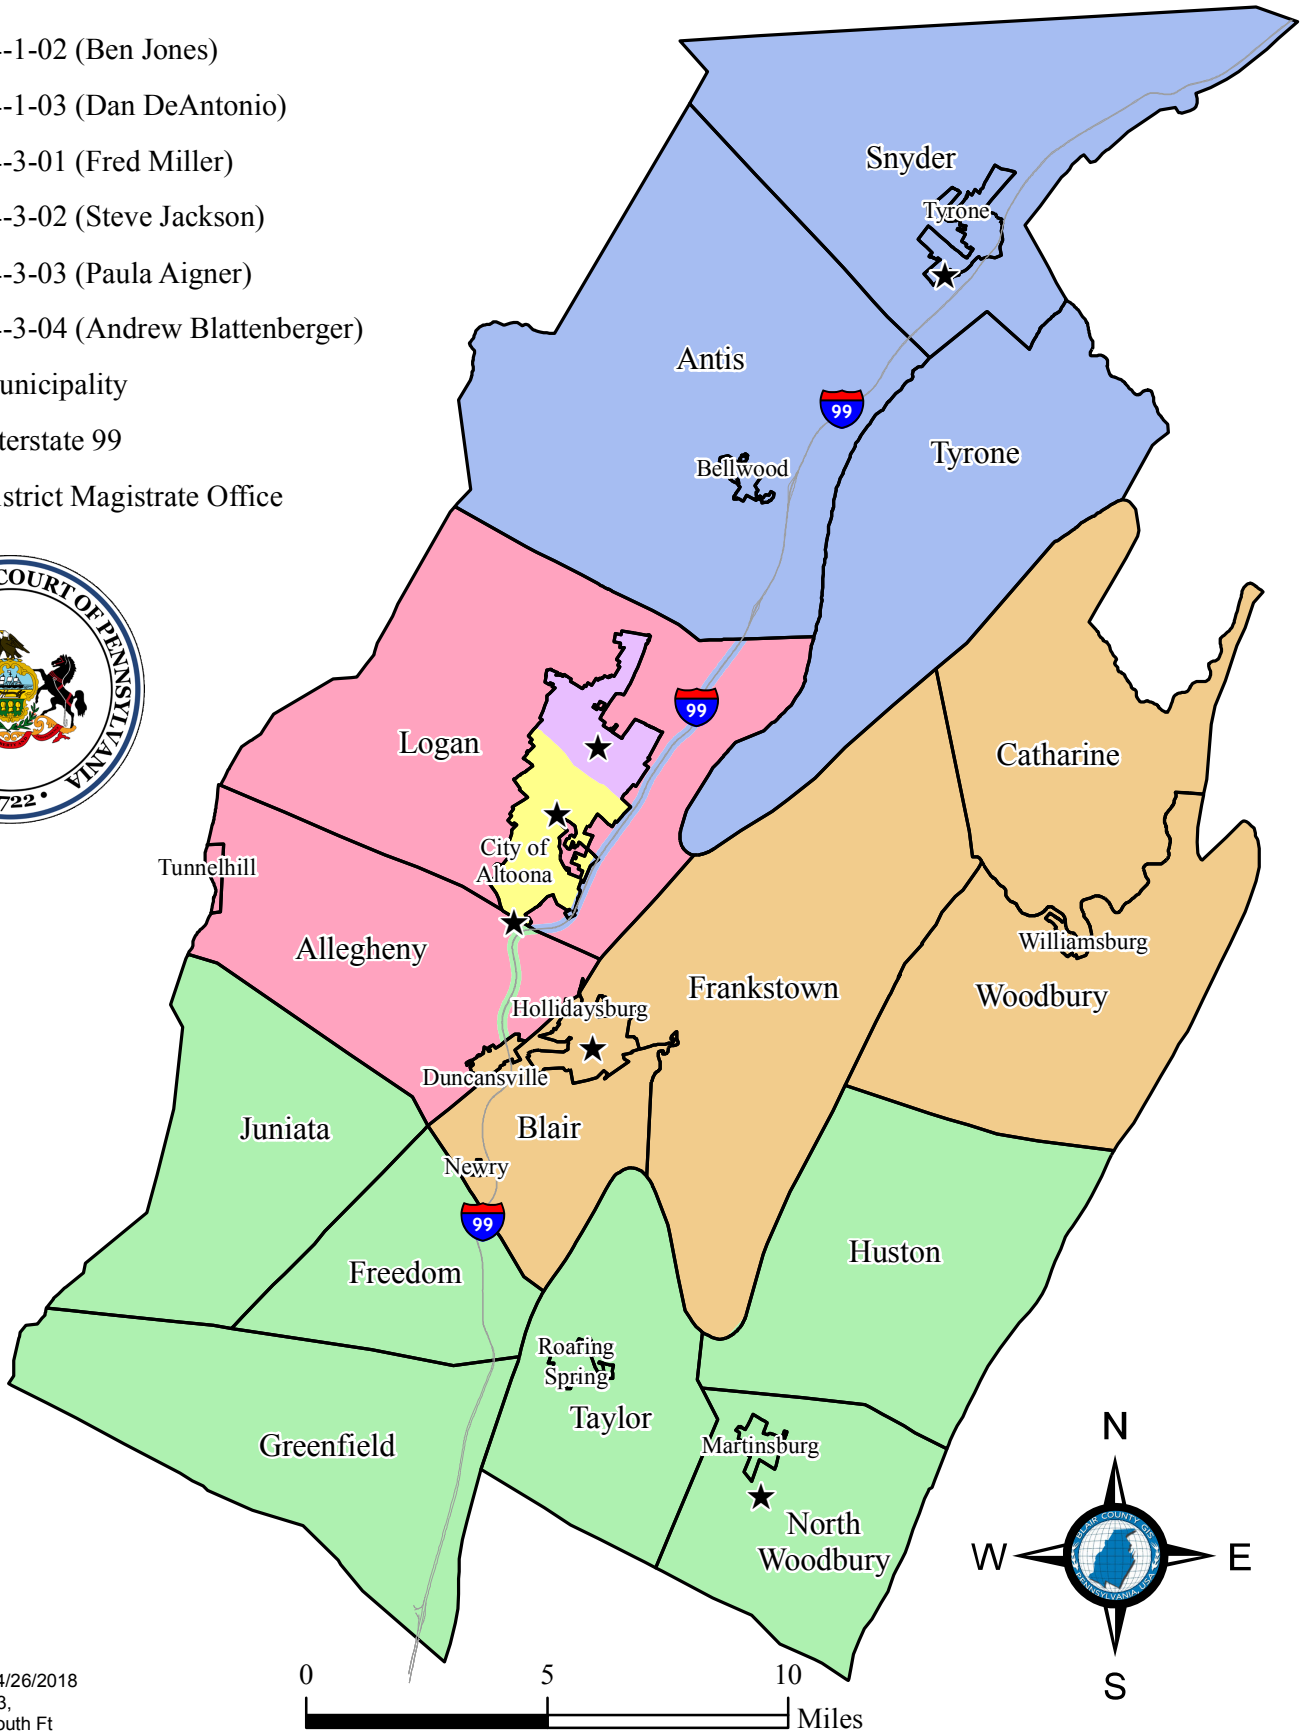 -1-02 (Ben Jones)
-1-03 (Dan DeAntonio)
-3-01 (Fred Miller)
-3-02 (Steve Jackson)
-3-03 (Paula Aigner)
-3-04 (Andrew Blattenberger)
unicipality
terstate 99
strict Magistrate Office
COURT OF PENNSYLVANIA
722 •
Snyder
Tyrone
Antis
99
Bellwood
Tyrone
99
Logan
Catharine
City of
Altoona
Tunnelhill
Allegheny
Williamsburg
Frankstown
Woodbury
Hollidaysburg
Duncansville
Juniata
Blair
Newry
99
Huston
Freedom
Roaring
Spring
Taylor
Greenfield
Martinsburg
North
Woodbury
N
W
E
S
BLAIR COUNTY GIS
PENNSYLVANIA, USA
0 5 10
Miles
4/26/2018
3,
outh Ft